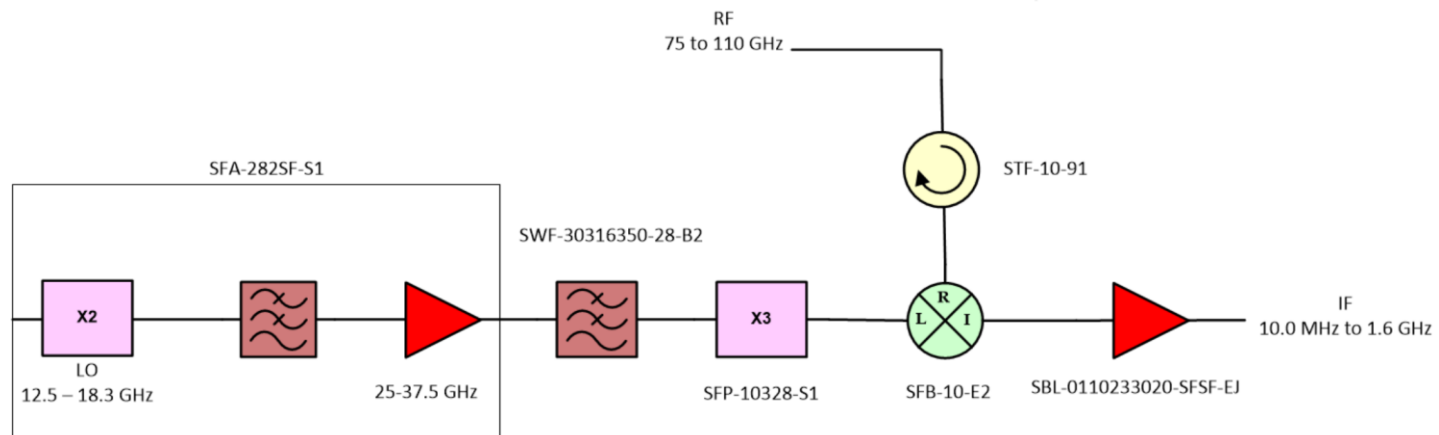 RF
75 to 110 GHz
STF-10-91
SFA-282SF-S1
SWF-30316350-28-B2
X2
X3
R
L
I
IF
10.0 MHz to 1.6 GHz
LO
12.5 – 18.3 GHz
25-37.5 GHz
SFP-10328-S1
SFB-10-E2
SBL-0110233020-SFSF-EJ